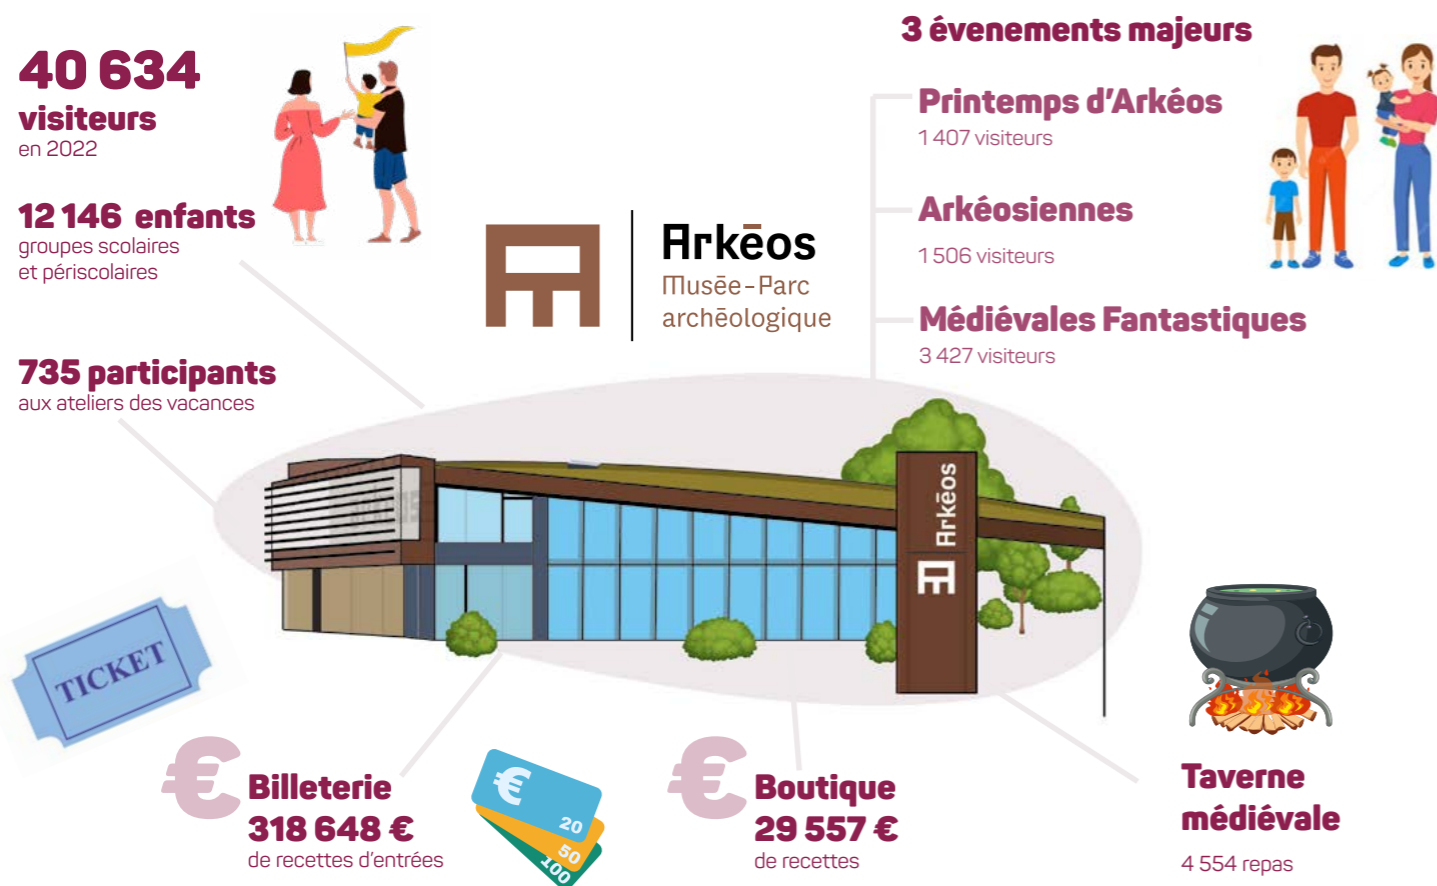 40 634
visiteurs
en 2022
12 146 enfants
groupes scolaires
et périscolaires
735 participants
aux ateliers des vacances
Arkēos
Musēe-Parc
archēologique
3 évenements majeurs
Printemps d'Arkéos
1 407 visiteurs
Arkéosiennes
1 506 visiteurs
Médiévales Fantastiques
3 427 visiteurs
Arkēos
TICKET
€
Billeterie
318 648 €
de recettes d'entrées
€
20
50
100
€
Boutique
29 557 €
de recettes
Taverne
médiévale
4 554 repas